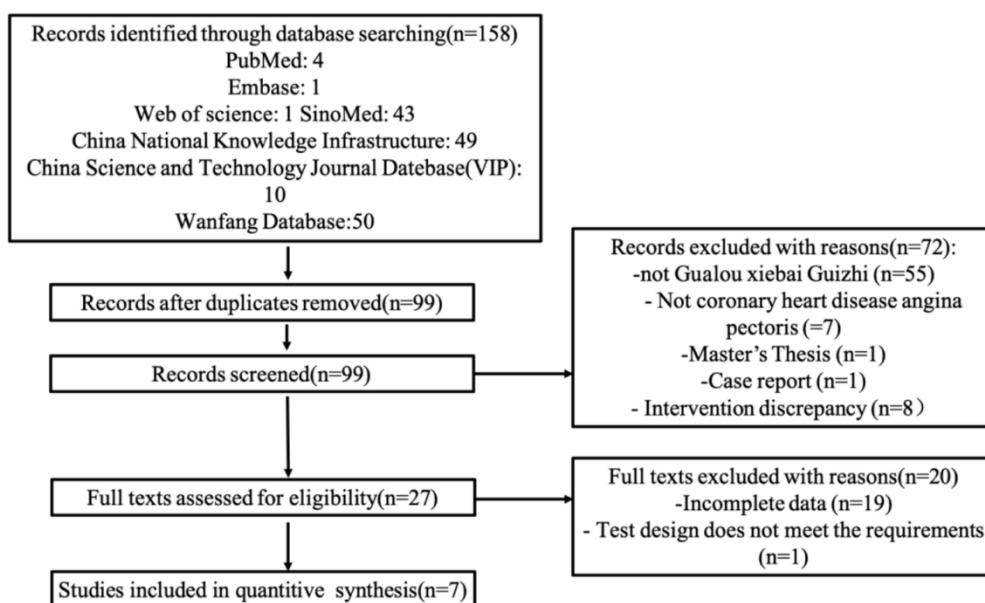 Records identified through database searching(n=158)
PubMed: 4
Embase: 1
Web of science: 1 SinoMed: 43
China National Knowledge Infrastructure: 49
China Science and Technology Journal Datebase(VIP):
10
Wanfang Database:50
Records after duplicates removed(n=99)
Records screened(n=99)
Records excluded with reasons(n=72):
-not Gualou xiebai Guizhi (n=55)
- Not coronary heart disease angina
pectoris (=7)
-Master’s Thesis (n=1)
-Case report (n=1)
- Intervention discrepancy (n=8）
Full texts assessed for eligibility(n=27)
Full texts excluded with reasons(n=20)
-Incomplete data (n=19)
- Test design does not meet the requirements
(n=1)
Studies included in quantitive synthesis(n=7)